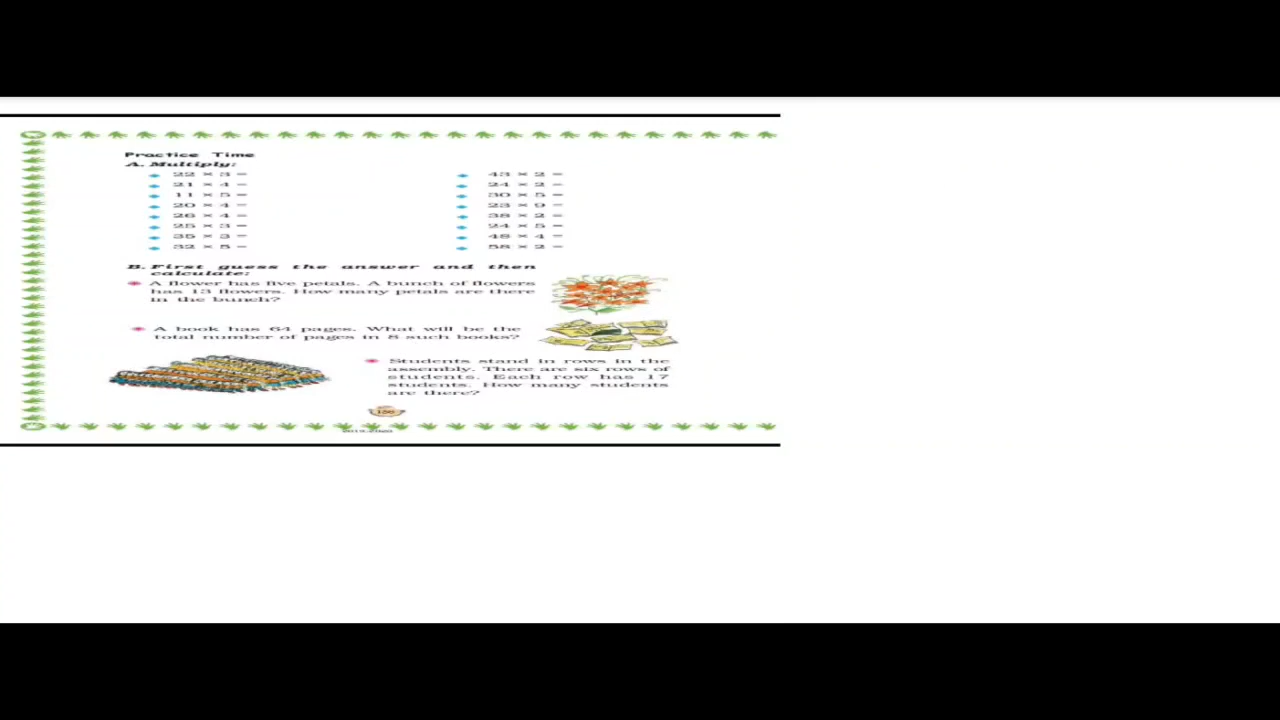 Practice Time
A. Multiply:
22 × 3 =
21 × 4 =
11 × 5 =
20 × 4 =
26 × 4 =
25 × 3 =
35 × 3 =
32 × 5 =
43 × 2 =
24 × 2 =
30 × 5 =
23 × 9 =
38 × 2 =
24 × 5 =
48 × 4 =
58 × 2 =
B. First guess the answer and then
calculate:
A flower has five petals. A bunch of flowers
has 13 flowers. How many petals are there
in the bunch?
A book has 64 pages. What will be the
total number of pages in 8 such books?
Students stand in rows in the
assembly. There are six rows of
students. Each row has 17
students. How many students
are there?